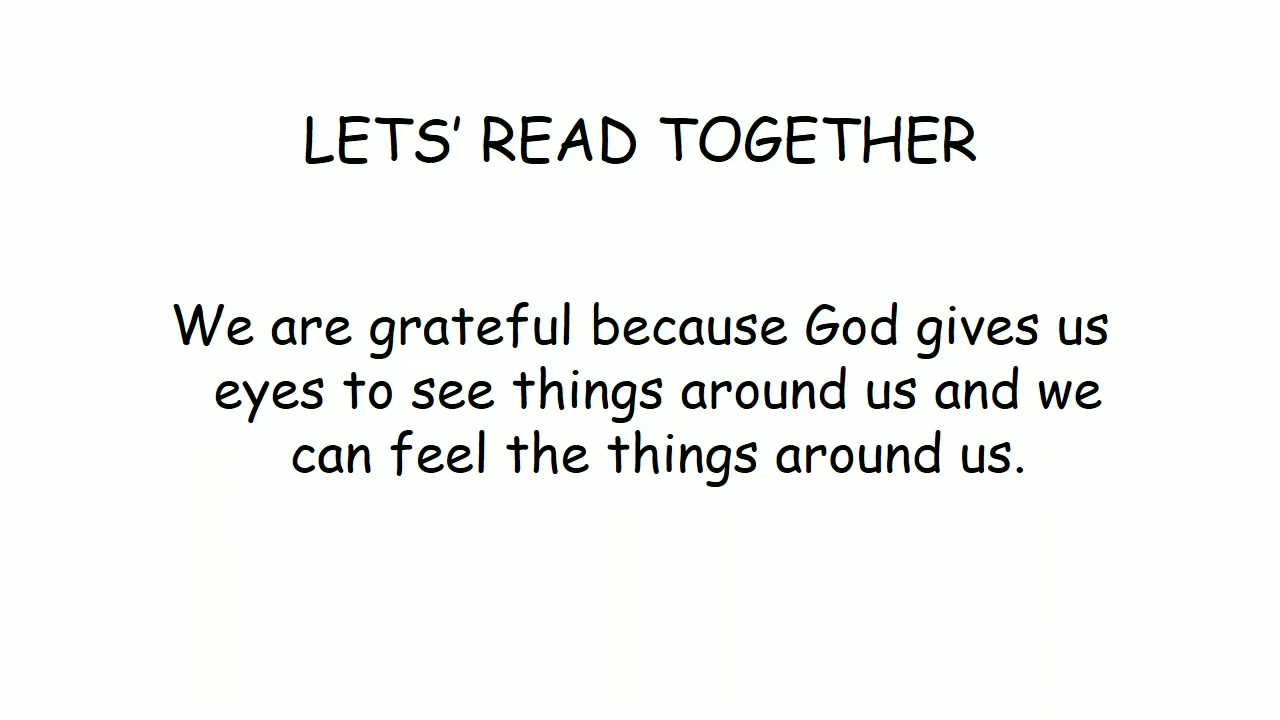 LETS’ READ TOGETHER
We are grateful because God gives us
eyes to see things around us and we
can feel the things around us.